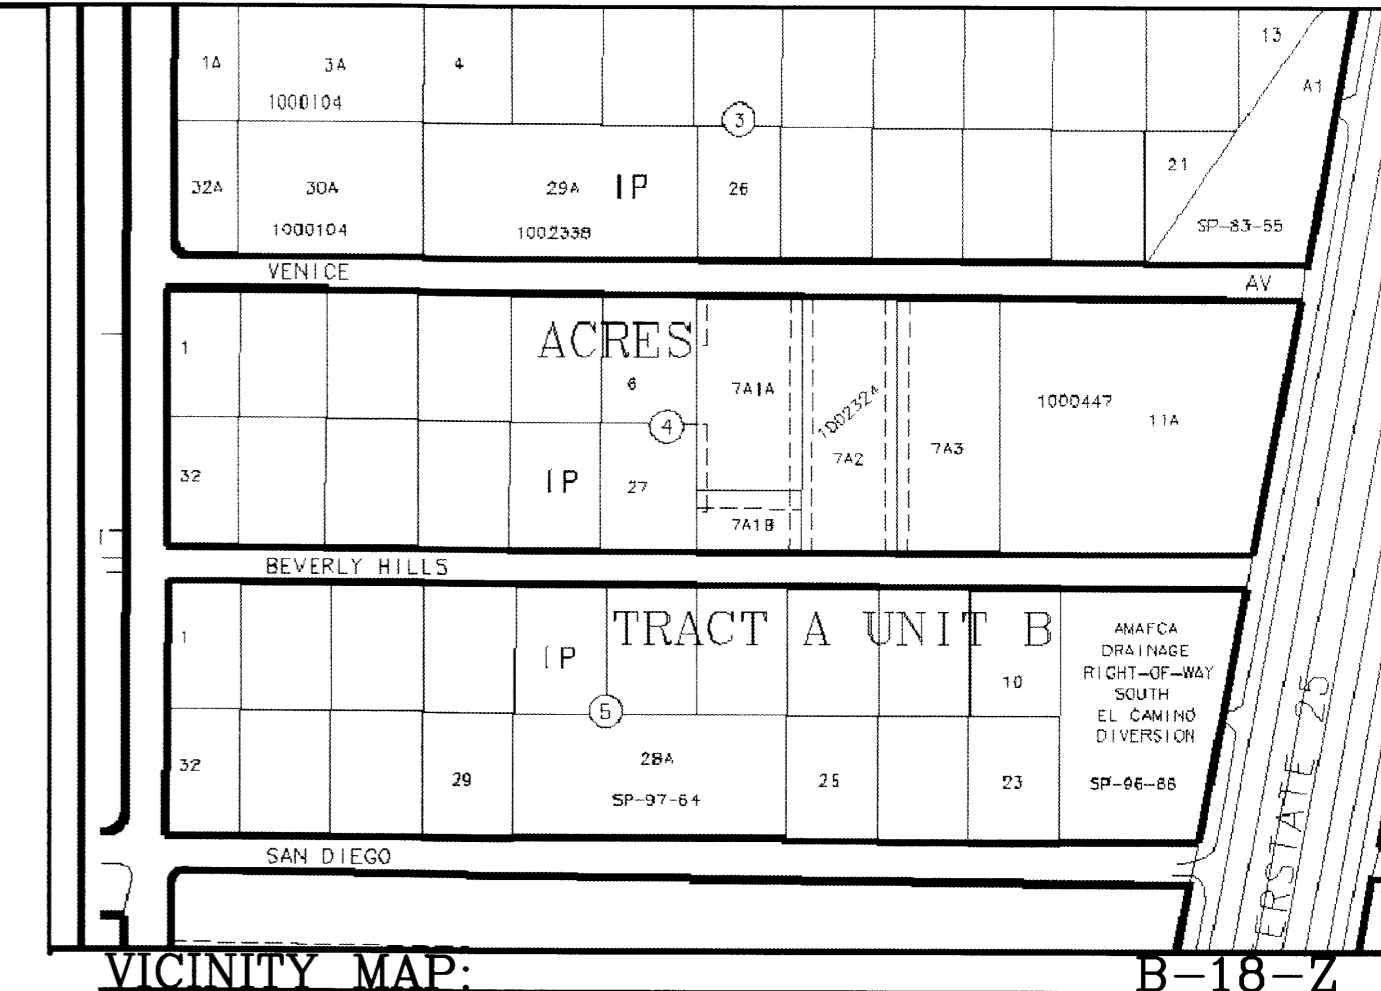 13
1A
3A
4
A1
1000104
3
21
32A
30A
29A
IP
26
1000104
1002338
SP-83-55
VENICE
AV
ACRES
1
6
7A1A
1002324
1000447
11A
4
7A2
7A3
32
IP
27
7A1B
BEVERLY HILLS
TRACT A UNIT B
1
IP
10
AMAFCA
DRAINAGE
RIGHT-OF-WAY
SOUTH
EL CAMINO
DIVERSION
5
32
29
28A
25
23
SP-97-64
SP-96-66
ERSTATE 25
SAN DIEGO
VICINITY MAP:
B-18-Z